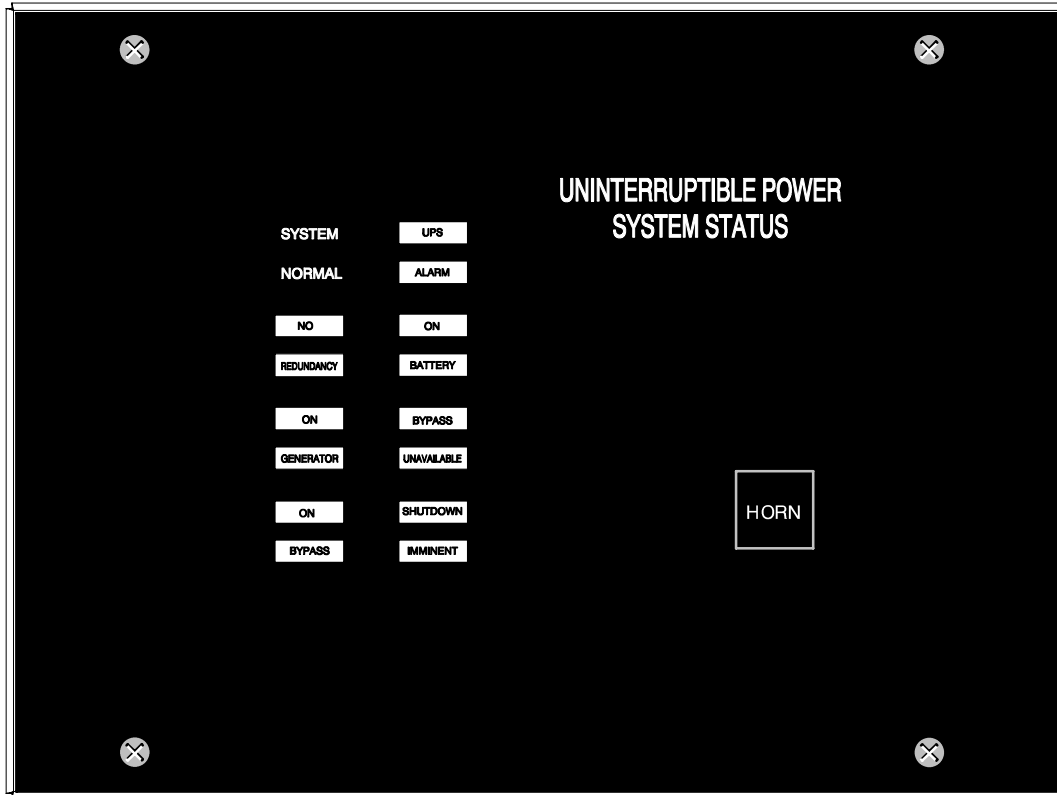 UNINTERRUPTIBLE POWER
SYSTEM STATUS
SYSTEM
NORMAL
UPS
ALARM
NO
REDUNDANCY
ON
BATTERY
ON
GENERATOR
BYPASS
UNAVAILABLE
ON
BYPASS
SHUTDOWN
IMMINENT
HORN